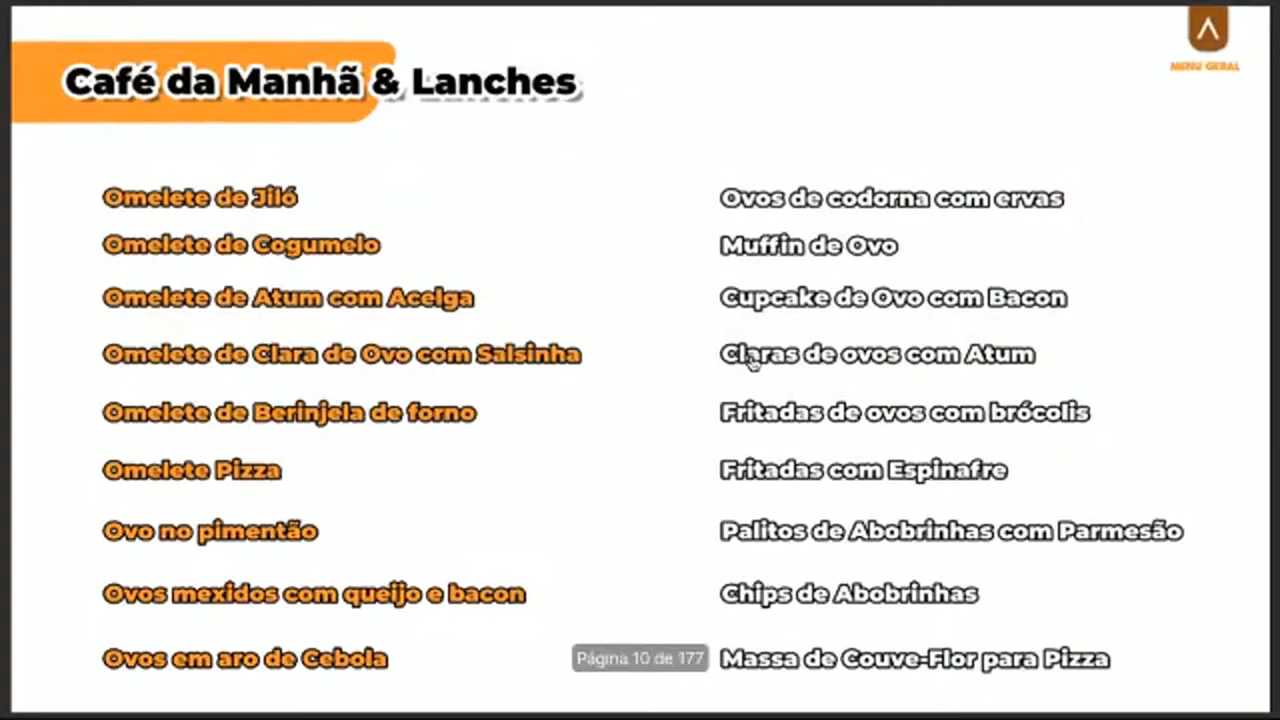 MENU GERAL
Café da Manhã & Lanches
Omelete de Jiló
Omelete de Cogumelo
Omelete de Atum com Acelga
Omelete de Clara de Ovo com Salsinha
Omelete de Berinjela de forno
Omelete Pizza
Ovo no pimentão
Ovos mexidos com queijo e bacon
Ovos em aro de Cebola
Ovos de codorna com ervas
Muffin de Ovo
Cupcake de Ovo com Bacon
Claras de ovos com Atum
Fritadas de ovos com brócolis
Fritadas com Espinafre
Palitos de Abobrinhas com Parmesão
Chips de Abobrinhas
Massa de Couve-Flor para Pizza
Página 10 de 177